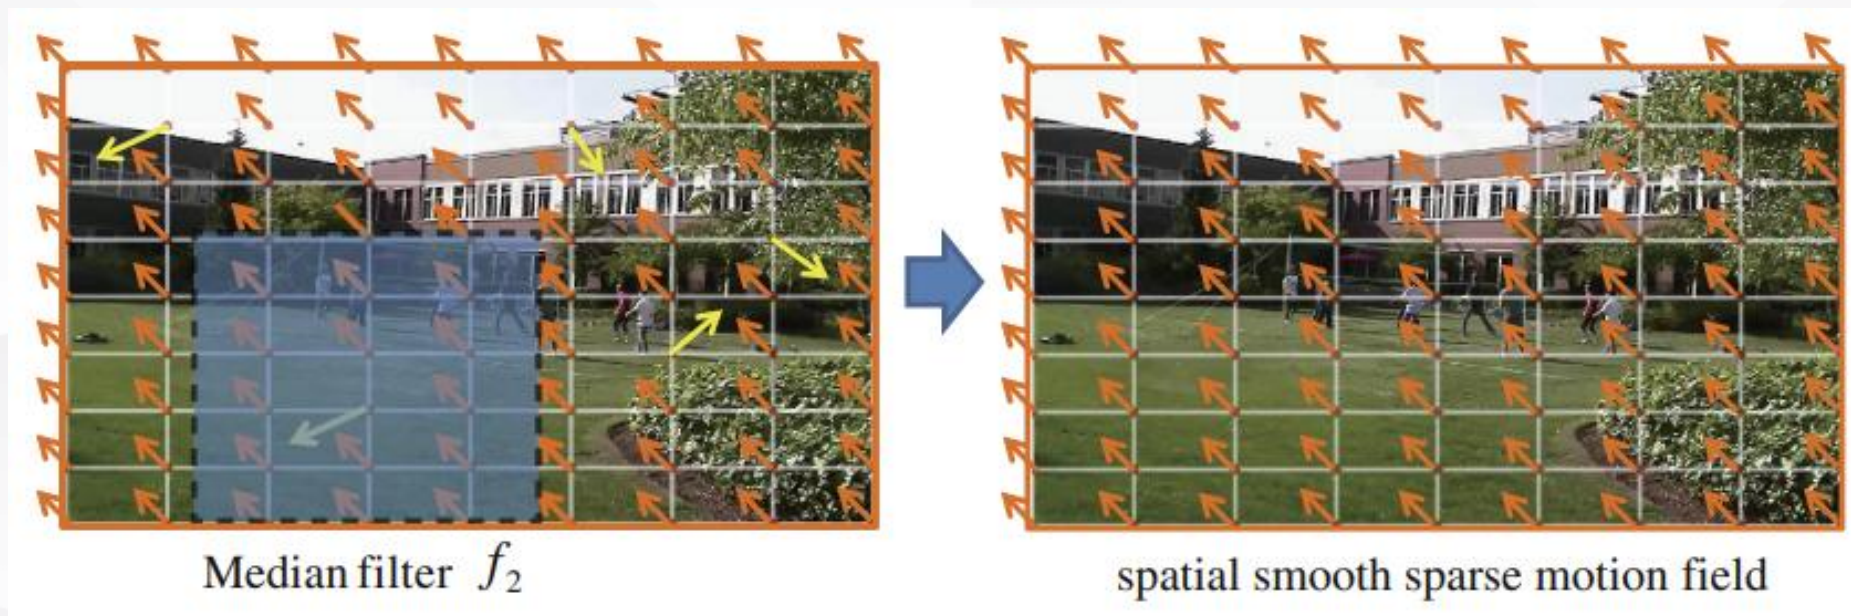 Median filter f₂
spatial smooth sparse motion field